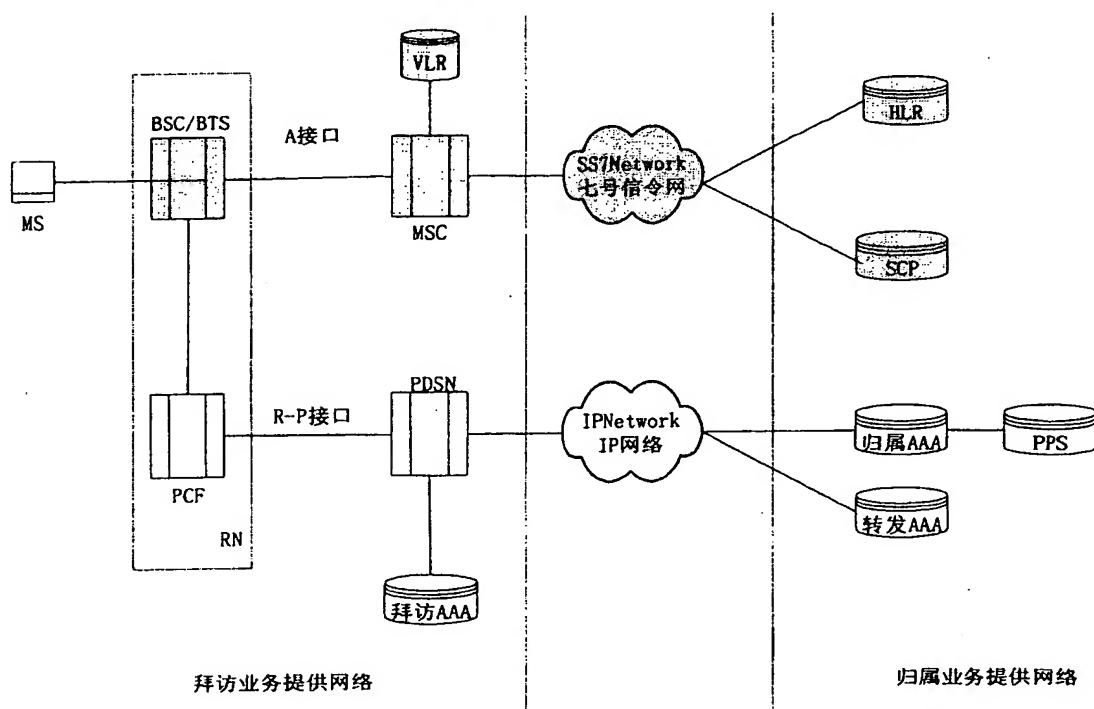 VLR
BSC/BTS
A接口
HLR
SS7Network
七号信令网
MS
MSC
SCP
PDSN
R-P接口
IPNetwork
IP网络
归属AAA
PPS
PCF
转发AAA
RN
拜访AAA
拜访业务提供网络
归属业务提供网络